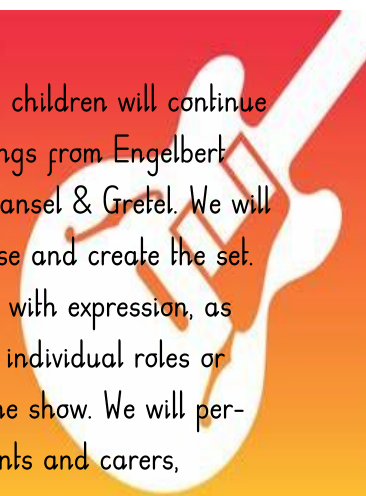 children will continue
ngs from Engelbert
ansel & Gretel. We will
se and create the set.
with expression, as
individual roles or
he show. We will per-
nts and carers,